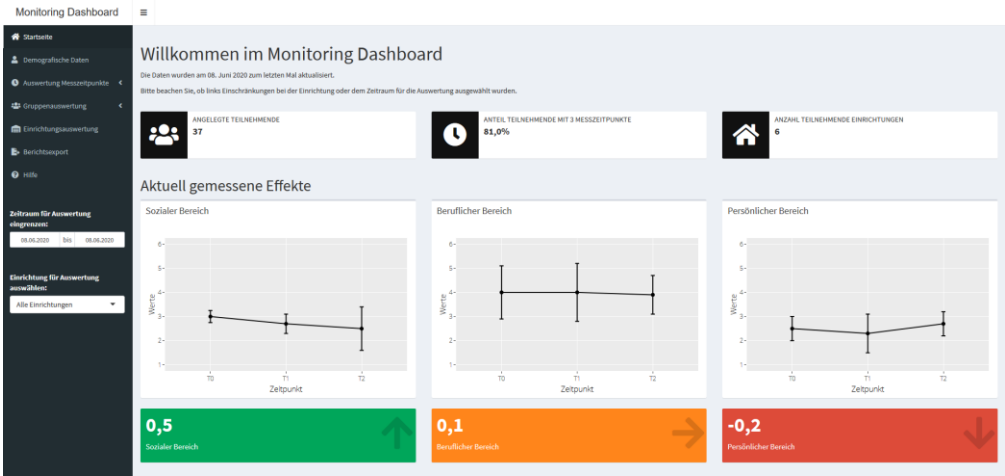 Monitoring Dashboard
Startseite
Demografische Daten
Auswertung Messzeitpunkte
Gruppenauswertung
Einrichtungsauswertung
Berichtsexport
Hilfe
Zeitraum für Auswertung
eingrenzen:
08.06.2020 bis 08.06.2020
Einrichtung für Auswertung
auswählen:
Alle Einrichtungen
Willkommen im Monitoring Dashboard
Die Daten wurden am 08. Juni 2020 zum letzten Mal aktualisiert.
Bitte beachen Sie, ob links Einschränkungen bei der Einrichtung oder dem Zeitraum für die Auswertung ausgewählt wurden.
ANGELEGTE TEILNEHMENDE
37
ANTEIL TEILNEHMENDE MIT 3 MESSZEITPUNKTE
81,0%
ANZAHL TEILNEHMENDE EINRICHTUNGEN
6
Aktuell gemessene Effekte
Sozialer Bereich
6
5
4
3
2
1
Werte
T0 T1 T2
Zeitpunkt
Beruflicher Bereich
6
5
4
3
2
1
Werte
T0 T1 T2
Zeitpunkt
Persönlicher Bereich
6
5
4
3
2
1
Werte
T0 T1 T2
Zeitpunkt
0,5
Sozialer Bereich
0,1
Beruflicher Bereich
-0,2
Persönlicher Bereich